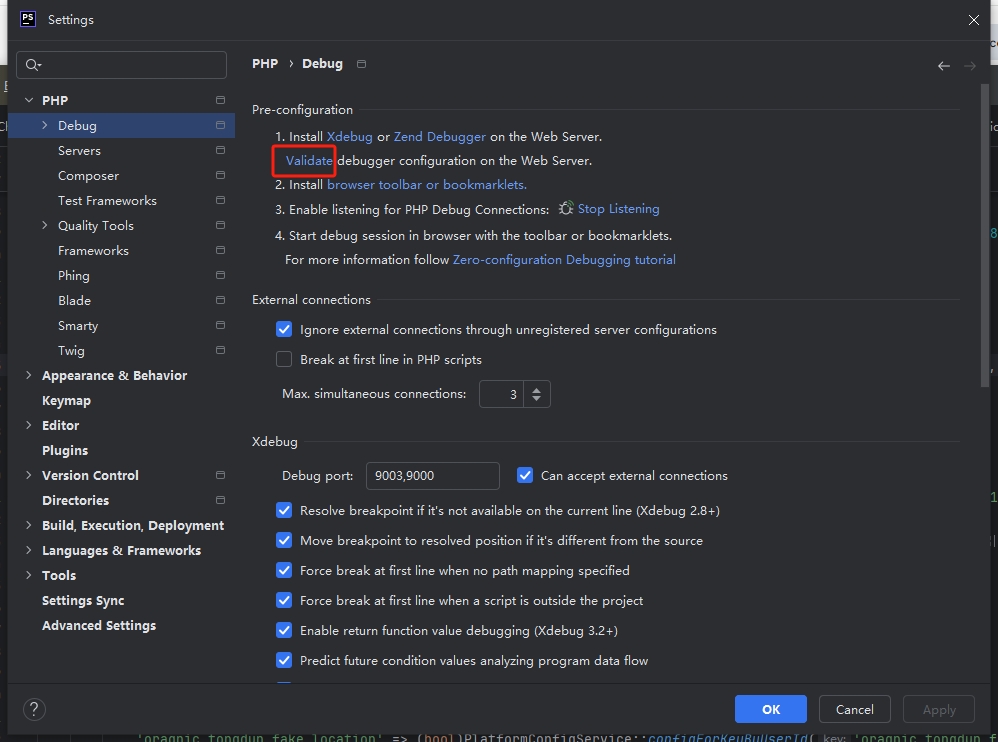 PS Settings
PHP › Debug
PHP
Debug
Servers
Composer
Test Frameworks
Quality Tools
Frameworks
Phing
Blade
Smarty
Twig
Appearance & Behavior
Keymap
Editor
Plugins
Version Control
Directories
Build, Execution, Deployment
Languages & Frameworks
Tools
Settings Sync
Advanced Settings
Pre-configuration
1. Install Xdebug or Zend Debugger on the Web Server.
Validate debugger configuration on the Web Server.
2. Install browser toolbar or bookmarklets.
3. Enable listening for PHP Debug Connections: Stop Listening
4. Start debug session in browser with the toolbar or bookmarklets.
For more information follow Zero-configuration Debugging tutorial
External connections
Ignore external connections through unregistered server configurations
Break at first line in PHP scripts
Max. simultaneous connections: 3
Xdebug
Debug port: 9003,9000 Can accept external connections
Resolve breakpoint if it's not available on the current line (Xdebug 2.8+)
Move breakpoint to resolved position if it's different from the source
Force break at first line when no path mapping specified
Force break at first line when a script is outside the project
Enable return function value debugging (Xdebug 3.2+)
Predict future condition values analyzing program data flow
? OK Cancel Apply
'oragnic_tongdun_fake_location' => (bool)PlatformConfigService::configForKeyByUserId( key: 'oragnic_tongdun_f